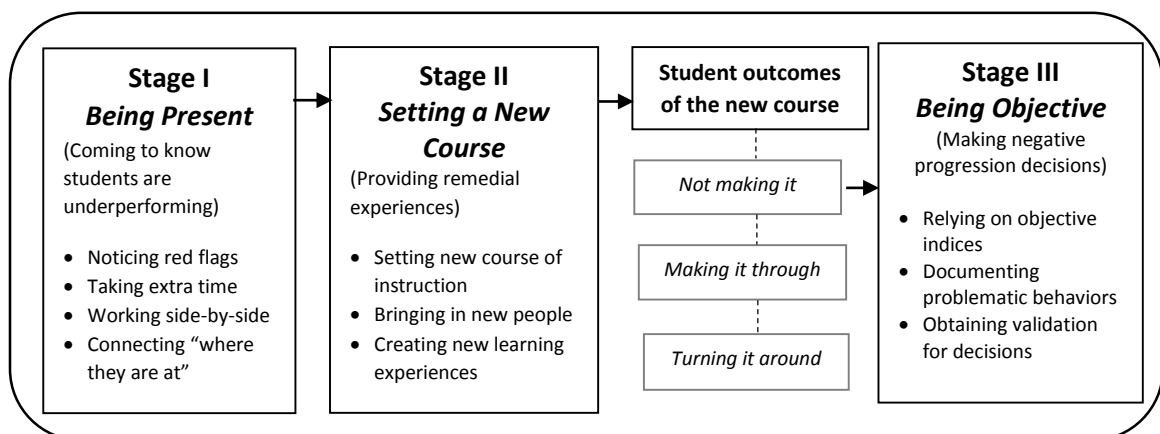 Stage I
Being Present
(Coming to know
students are
underperforming)
• Noticing red flags
• Taking extra time
• Working side-by-side
• Connecting “where
they are at”
Stage II
Setting a New
Course
(Providing remedial
experiences)
• Setting new course of
instruction
• Bringing in new people
• Creating new learning
experiences
Student outcomes
of the new course
Not making it
Making it through
Turning it around
Stage III
Being Objective
(Making negative
progression decisions)
• Relying on objective
indices
• Documenting
problematic behaviors
• Obtaining validation
for decisions